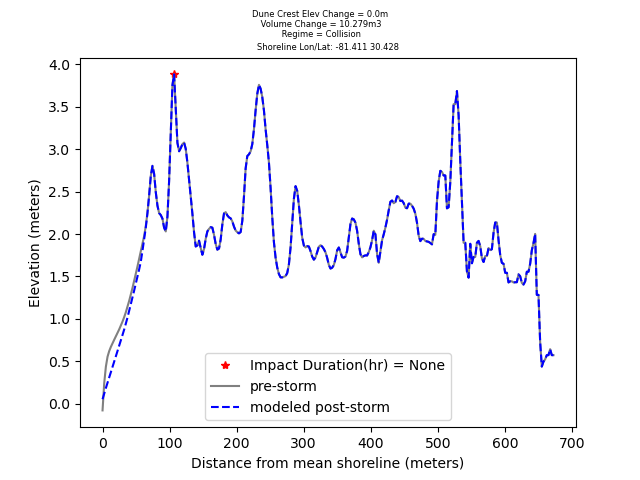 Dune Crest Elev Change = 0.0m
Volume Change = 10.279m3
Regime = Collision
Shoreline Lon/Lat: -81.411 30.428
4.0
3.5
3.0
2.5
2.0
1.5
1.0
0.5
0.0
Elevation (meters)
Impact Duration(hr) = None
pre-storm
modeled post-storm
0 100 200 300 400 500 600 700
Distance from mean shoreline (meters)